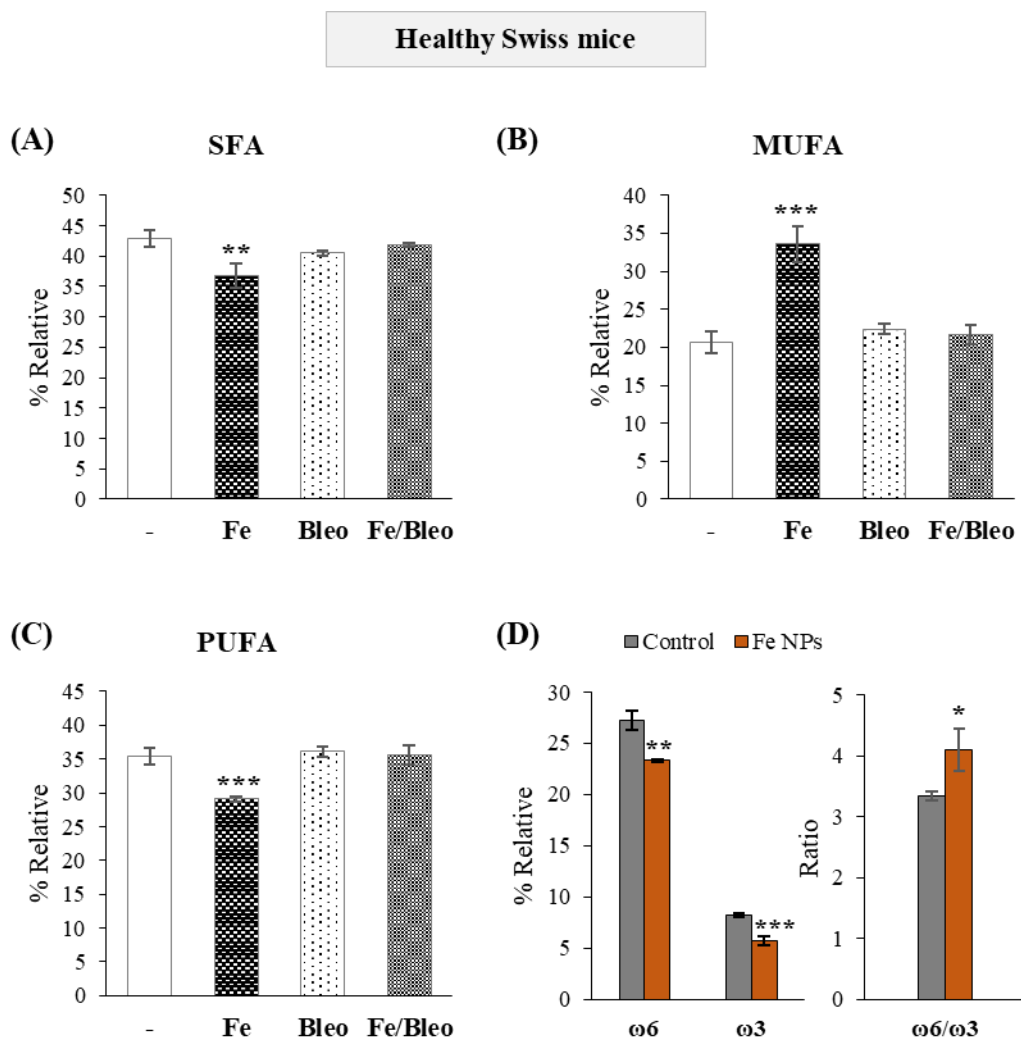 Healthy Swiss mice
(A)
SFA
50
45
40
35
30
25
20
15
10
5
0
% Relative
**
- Fe Bleo Fe/Bleo
(B)
MUFA
40
35
30
25
20
15
10
5
0
% Relative
***
- Fe Bleo Fe/Bleo
(C)
PUFA
45
40
35
30
25
20
15
10
5
0
% Relative
***
- Fe Bleo Fe/Bleo
(D)
Control Fe NPs
30
25
20
15
10
5
0
% Relative
**
***
ω6 ω3
5
4
3
2
1
0
Ratio
*
ω6/ω3